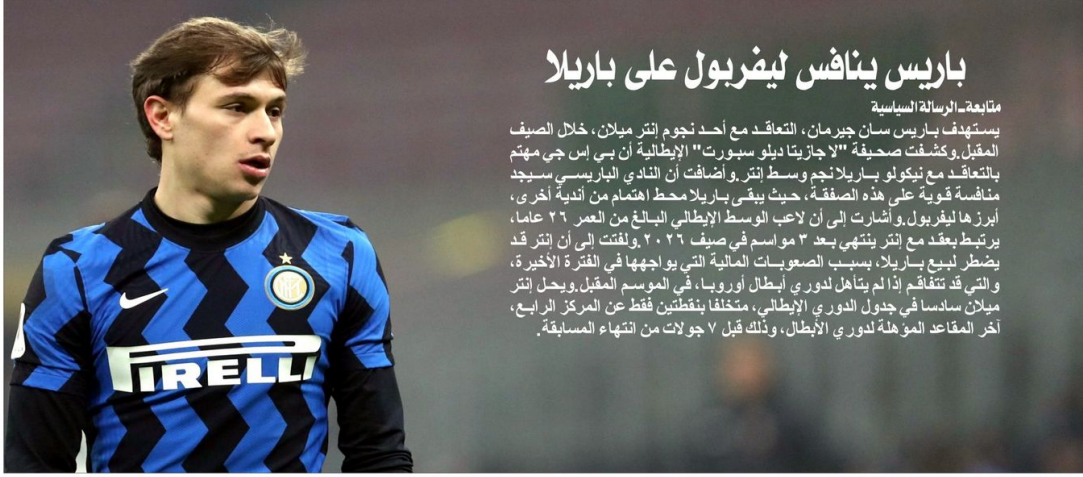 باريس ينافس ليفربول على باريلا
متابعة-الرسالة السياسية
يستهدف باريس سان جيرمان، التعاقد مع أحد نجوم إنتر ميلان، خلال الصيف
المقبل.وكشفت صحيفة "لا جازيتا ديلو سبورت" الإيطالية أن بي إس جي مهتم
بالتعاقد مع نيكولو باريلا نجم وسط إنتر.وأضافت أن النادي الباريسي سيجد
منافسة قوية على هذه الصفقة، حيث يبقى باريلا محط اهتمام من أندية أخرى،
أبرزها ليفربول.وأشارت إلى أن لاعب الوسط الإيطالي البالغ من العمر ٢٦ عاما،
يرتبط بعقد مع إنتر ينتهي بعد ٣ مواسم في صيف ٢٠٢٦.ولفتت إلى أن إنتر قد
يضطر لبيع باريلا، بسبب الصعوبات المالية التي يواجهها في الفترة الأخيرة،
والتي قد تتفاقم إذا لم يتأهل لدوري أبطال أوروبا، في الموسم المقبل.ويحل إنتر
ميلان سادسا في جدول الدوري الإيطالي، متخلفا بنقطتين فقط عن المركز الرابع،
آخر المقاعد المؤهلة لدوري الأبطال، وذلك قبل ٧ جولات من انتهاء المسابقة.
PIRELLI